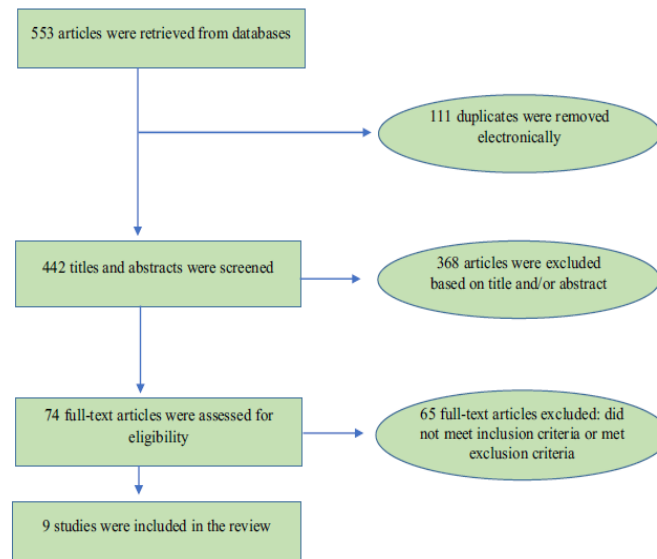 553 articles were retrieved from databases
111 duplicates were removed
electronically
442 titles and abstracts were screened
368 articles were excluded
based on title and/or abstract
74 full-text articles were assessed for
eligibility
65 full-text articles excluded: did
not meet inclusion criteria or met
exclusion criteria
9 studies were included in the review